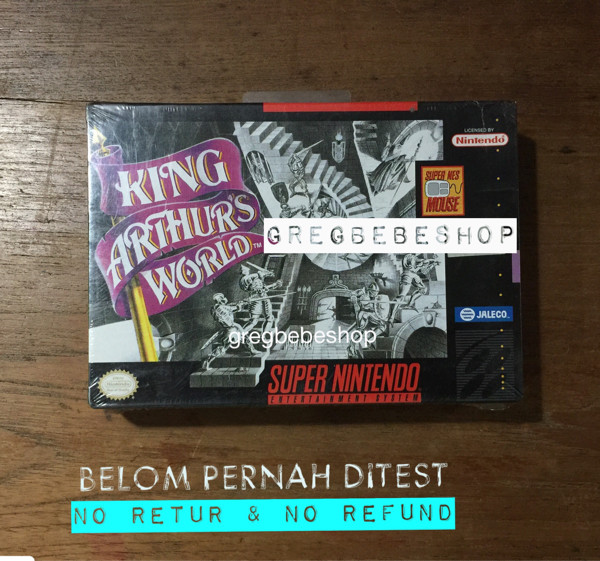 LICENSED BY
Nintendo
KING
ARTHUR'S
WORLD™
SUPER NES
MOUSE
GREGBEBESHOP
JALECO
gregbebeshop
SUPER NINTENDO
ENTERTAINMENT SYSTEM
BELOM PERNAH DITEST
NO RETUR & NO REFUND